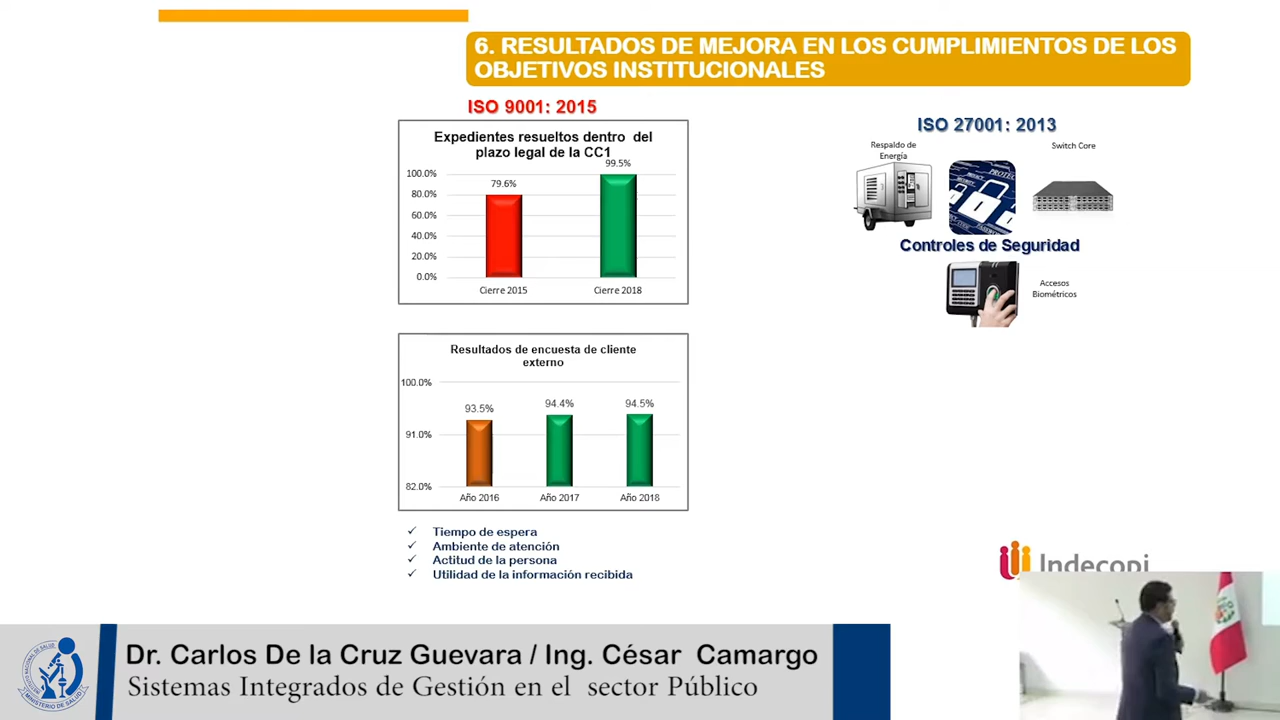 6. RESULTADOS DE MEJORA EN LOS CUMPLIMIENTOS DE LOS
OBJETIVOS INSTITUCIONALES
ISO 9001: 2015
Expedientes resueltos dentro del
plazo legal de la CC1
100.0%
80.0%
60.0%
40.0%
20.0%
0.0%
79.6%
99.5%
Cierre 2015
Cierre 2018
Resultados de encuesta de cliente
externo
100.0%
91.0%
82.0%
93.5%
94.4%
94.5%
Año 2016
Año 2017
Año 2018
✓ Tiempo de espera
✓ Ambiente de atención
✓ Actitud de la persona
✓ Utilidad de la información recibida
ISO 27001: 2013
Respaldo de
Energía
Switch Core
Controles de Seguridad
Accesos
Biométricos
Indecopi
Dr. Carlos De la Cruz Guevara / Ing. César Camargo
Sistemas Integrados de Gestión en el sector Público